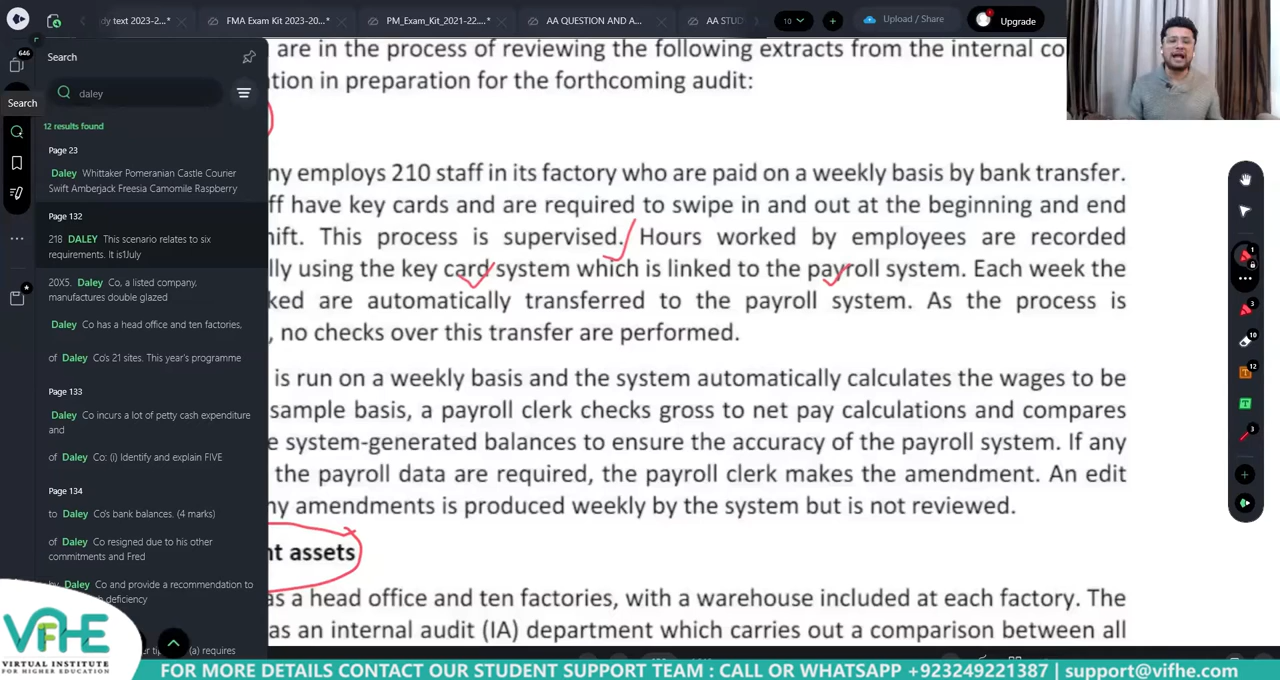 dy text 2023-2...*
FMA Exam Kit 2023-20...*
PM_Exam_Kit_2021-22....*
AA QUESTION AND A...
AA STUD
10
Upload / Share
Upgrade
646
Search
Search
daley
12 results found
Page 23
Daley Whittaker Pomeranian Castle Courier
Swift Amberjack Freesia Camomile Raspberry
Page 132
218 DALEY This scenario relates to six
requirements. It is1July
20X5. Daley Co, a listed company,
manufactures double glazed
Daley Co has a head office and ten factories,
of Daley Co's 21 sites. This year's programme
Page 133
Daley Co incurs a lot of petty cash expenditure
and
of Daley Co: (i) Identify and explain FIVE
Page 134
to Daley Co's bank balances. (4 marks)
of Daley Co resigned due to his other
commitments and Fred
Daley Co and provide a recommendation to
deficiency
(a) requires
are in the process of reviewing the following extracts from the internal co
tion in preparation for the forthcoming audit:
ny employs 210 staff in its factory who are paid on a weekly basis by bank transfer.
ff have key cards and are required to swipe in and out at the beginning and end
hift. This process is supervised. Hours worked by employees are recorded
lly using the key card system which is linked to the payroll system. Each week the
ked are automatically transferred to the payroll system. As the process is
, no checks over this transfer are performed.
is run on a weekly basis and the system automatically calculates the wages to be
sample basis, a payroll clerk checks gross to net pay calculations and compares
e system-generated balances to ensure the accuracy of the payroll system. If any
the payroll data are required, the payroll clerk makes the amendment. An edit
ny amendments is produced weekly by the system but is not reviewed.
nt assets
as a head office and ten factories, with a warehouse included at each factory. The
as an internal audit (IA) department which carries out a comparison between all
1
3
10
12
3
VIFHE
VIRTUAL INSTITUTE
FOR HIGHER EDUCATION
FOR MORE DETAILS CONTACT OUR STUDENT SUPPORT TEAM : CALL OR WHATSAPP +923249221387 | support@vifhe.com